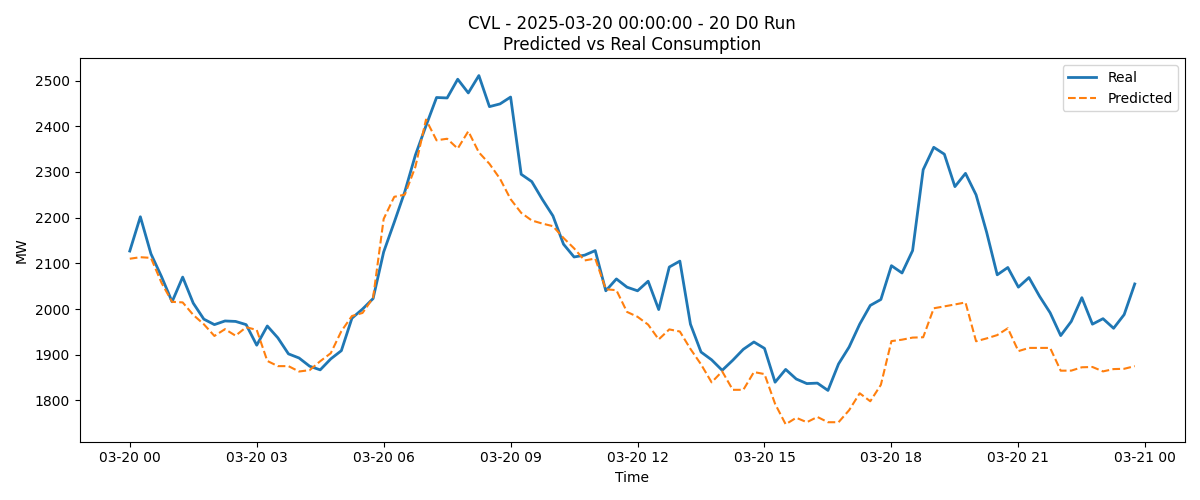 CVL - 2025-03-20 00:00:00 - 20 D0 Run
Predicted vs Real Consumption
Real
Predicted
MW
2500
2400
2300
2200
2100
2000
1900
1800
03-20 00
03-20 03
03-20 06
03-20 09
03-20 12
03-20 15
03-20 18
03-20 21
03-21 00
Time